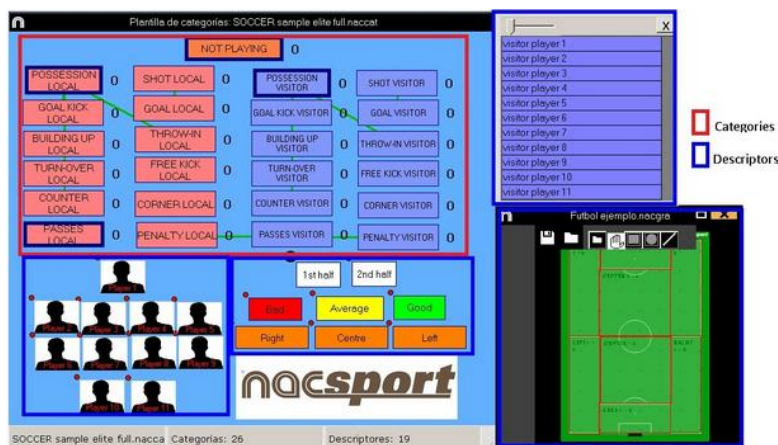 Plantilla de categorías: SOCCER sample elite full.naccat
NOT PLAYING 0
POSSESSION LOCAL 0
SHOT LOCAL 0
POSSESSION VISITOR 0
SHOT VISITOR 0
GOAL KICK LOCAL 0
GOAL LOCAL 0
GOAL KICK VISITOR 0
GOAL VISITOR 0
BUILDING UP LOCAL 0
THROW-IN LOCAL 0
BUILDING UP VISITOR 0
THROW-IN VISITOR 0
TURN-OVER LOCAL 0
FREE KICK LOCAL 0
TURN-OVER VISITOR 0
FREE KICK VISITOR 0
COUNTER LOCAL 0
CORNER LOCAL 0
COUNTER VISITOR 0
CORNER VISITOR 0
PASSES LOCAL 0
PENALTY LOCAL 0
PASSES VISITOR 0
PENALTY VISITOR 0
Player 1
Player 2
Player 3
Player 4
Player 5
Player 6
Player 7
Player 8
Player 9
Player 10
Player 11
1st half
2nd half
Bad
Average
Good
Right
Centre
Left
nacsport
SOCCER sample elite full.nacca
Categorías: 26
Descriptores: 19
X
visitor player 1
visitor player 2
visitor player 3
visitor player 4
visitor player 5
visitor player 6
visitor player 7
visitor player 8
visitor player 9
visitor player 10
visitor player 11
Categories
Descriptors
Futbol ejemplo.nacgra